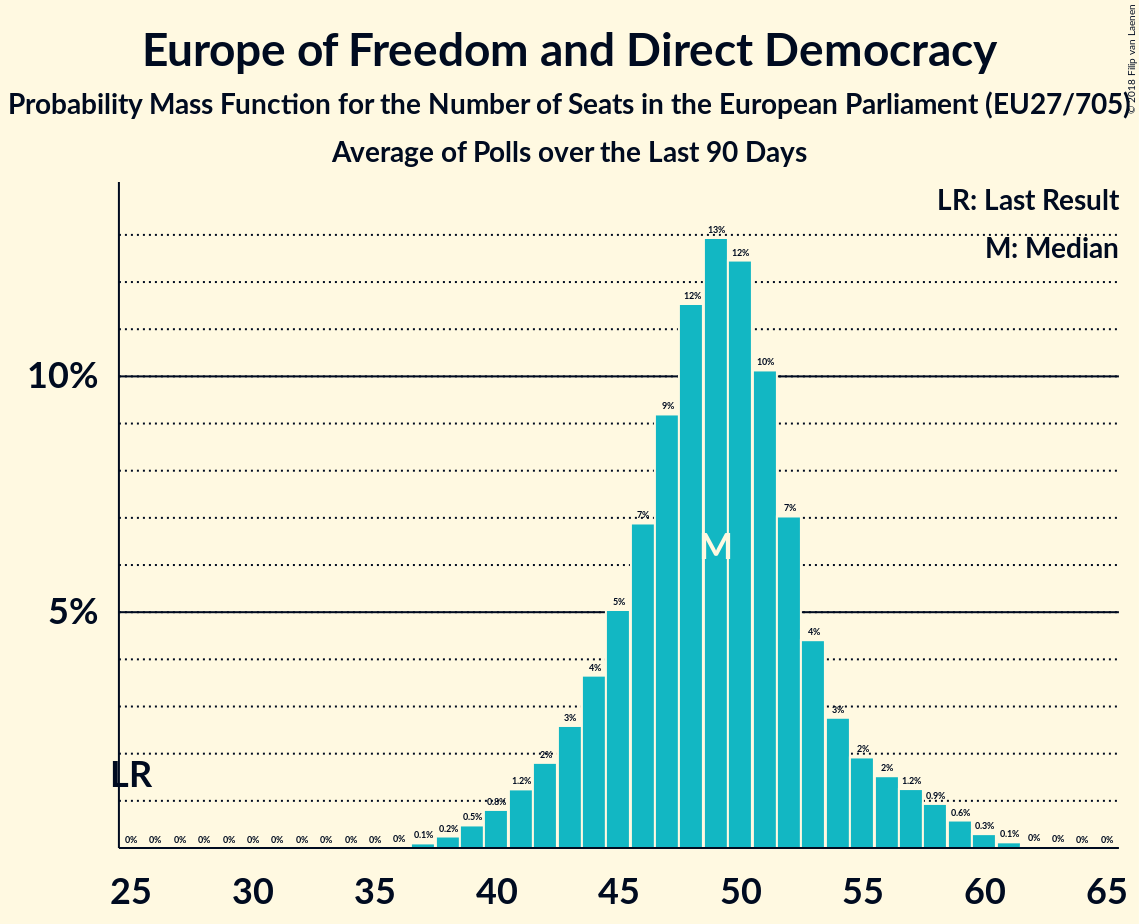 Europe of Freedom and Direct Democracy
Probability Mass Function for the Number of Seats in the European Parliament (EU27/705)
Average of Polls over the Last 90 Days
© 2018 Filip van Laenen
LR: Last Result
M: Median
10%
5%
LR
M
0% 0% 0% 0% 0% 0% 0% 0% 0% 0% 0% 0% 0.1% 0.2% 0.5% 0.8% 1.2% 2% 3% 4% 5% 7% 9% 12% 13% 12% 10% 7% 4% 3% 2% 2% 1.2% 0.9% 0.6% 0.3% 0.1% 0% 0% 0% 0%
25 30 35 40 45 50 55 60 65